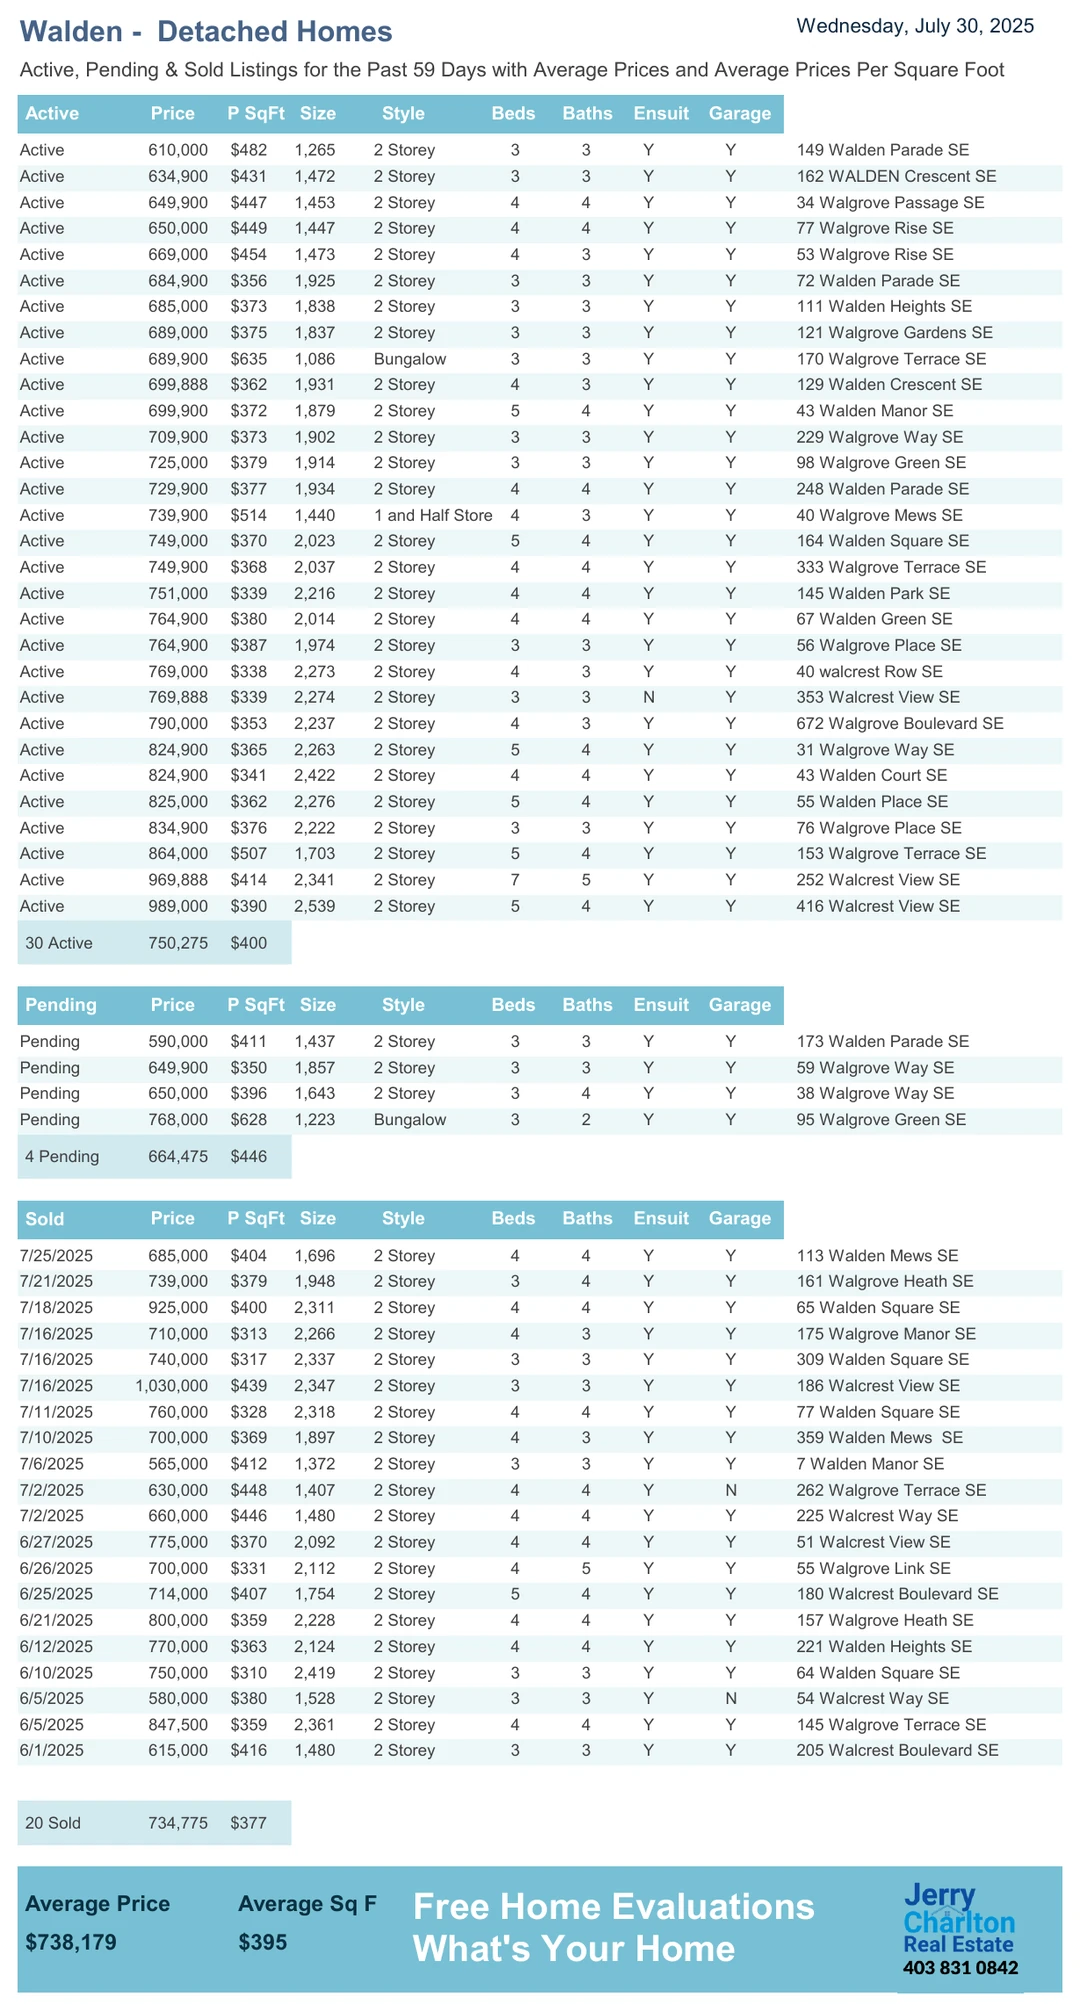 Walden -  Detached Homes
Wednesday, July 30, 2025
Active, Pending & Sold Listings for the Past 59 Days with Average Prices and Average Prices Per Square Foot
Active Price P SqFt Size Style Beds Baths Ensuit Garage
Active 610,000 $482 1,265 2 Storey 3 3 Y Y 149 Walden Parade SE
Active 634,900 $431 1,472 2 Storey 3 3 Y Y 162 WALDEN Crescent SE
Active 649,900 $447 1,453 2 Storey 4 4 Y Y 34 Walgrove Passage SE
Active 650,000 $449 1,447 2 Storey 4 4 Y Y 77 Walgrove Rise SE
Active 669,000 $454 1,473 2 Storey 4 3 Y Y 53 Walgrove Rise SE
Active 684,900 $356 1,925 2 Storey 3 3 Y Y 72 Walden Parade SE
Active 685,000 $373 1,838 2 Storey 3 3 Y Y 111 Walden Heights SE
Active 689,000 $375 1,837 2 Storey 3 3 Y Y 121 Walgrove Gardens SE
Active 689,900 $635 1,086 Bungalow 3 3 Y Y 170 Walgrove Terrace SE
Active 699,888 $362 1,931 2 Storey 4 3 Y Y 129 Walden Crescent SE
Active 699,900 $372 1,879 2 Storey 5 4 Y Y 43 Walden Manor SE
Active 709,900 $373 1,902 2 Storey 3 3 Y Y 229 Walgrove Way SE
Active 725,000 $379 1,914 2 Storey 3 3 Y Y 98 Walgrove Green SE
Active 729,900 $377 1,934 2 Storey 4 4 Y Y 248 Walden Parade SE
Active 739,900 $514 1,440 1 and Half Store 4 3 Y Y 40 Walgrove Mews SE
Active 749,000 $370 2,023 2 Storey 5 4 Y Y 164 Walden Square SE
Active 749,900 $368 2,037 2 Storey 4 4 Y Y 333 Walgrove Terrace SE
Active 751,000 $339 2,216 2 Storey 4 4 Y Y 145 Walden Park SE
Active 764,900 $380 2,014 2 Storey 4 4 Y Y 67 Walden Green SE
Active 764,900 $387 1,974 2 Storey 3 3 Y Y 56 Walgrove Place SE
Active 769,000 $338 2,273 2 Storey 4 3 Y Y 40 walcrest Row SE
Active 769,888 $339 2,274 2 Storey 3 3 N Y 353 Walcrest View SE
Active 790,000 $353 2,237 2 Storey 4 3 Y Y 672 Walgrove Boulevard SE
Active 824,900 $365 2,263 2 Storey 5 4 Y Y 31 Walgrove Way SE
Active 824,900 $341 2,422 2 Storey 4 4 Y Y 43 Walden Court SE
Active 825,000 $362 2,276 2 Storey 5 4 Y Y 55 Walden Place SE
Active 834,900 $376 2,222 2 Storey 3 3 Y Y 76 Walgrove Place SE
Active 864,000 $507 1,703 2 Storey 5 4 Y Y 153 Walgrove Terrace SE
Active 969,888 $414 2,341 2 Storey 7 5 Y Y 252 Walcrest View SE
Active 989,000 $390 2,539 2 Storey 5 4 Y Y 416 Walcrest View SE
30 Active 750,275 $400
Pending Price P SqFt Size Style Beds Baths Ensuit Garage
Pending 590,000 $411 1,437 2 Storey 3 3 Y Y 173 Walden Parade SE
Pending 649,900 $350 1,857 2 Storey 3 3 Y Y 59 Walgrove Way SE
Pending 650,000 $396 1,643 2 Storey 3 4 Y Y 38 Walgrove Way SE
Pending 768,000 $628 1,223 Bungalow 3 2 Y Y 95 Walgrove Green SE
4 Pending 664,475 $446
Sold Price P SqFt Size Style Beds Baths Ensuit Garage
7/25/2025 685,000 $404 1,696 2 Storey 4 4 Y Y 113 Walden Mews SE
7/21/2025 739,000 $379 1,948 2 Storey 3 4 Y Y 161 Walgrove Heath SE
7/18/2025 925,000 $400 2,311 2 Storey 4 4 Y Y 65 Walden Square SE
7/16/2025 710,000 $313 2,266 2 Storey 4 3 Y Y 175 Walgrove Manor SE
7/16/2025 740,000 $317 2,337 2 Storey 3 3 Y Y 309 Walden Square SE
7/16/2025 1,030,000 $439 2,347 2 Storey 3 3 Y Y 186 Walcrest View SE
7/11/2025 760,000 $328 2,318 2 Storey 4 4 Y Y 77 Walden Square SE
7/10/2025 700,000 $369 1,897 2 Storey 4 3 Y Y 359 Walden Mews  SE
7/6/2025 565,000 $412 1,372 2 Storey 3 3 Y Y 7 Walden Manor SE
7/2/2025 630,000 $448 1,407 2 Storey 4 4 Y N 262 Walgrove Terrace SE
7/2/2025 660,000 $446 1,480 2 Storey 4 4 Y Y 225 Walcrest Way SE
6/27/2025 775,000 $370 2,092 2 Storey 4 4 Y Y 51 Walcrest View SE
6/26/2025 700,000 $331 2,112 2 Storey 4 5 Y Y 55 Walgrove Link SE
6/25/2025 714,000 $407 1,754 2 Storey 5 4 Y Y 180 Walcrest Boulevard SE
6/21/2025 800,000 $359 2,228 2 Storey 4 4 Y Y 157 Walgrove Heath SE
6/12/2025 770,000 $363 2,124 2 Storey 4 4 Y Y 221 Walden Heights SE
6/10/2025 750,000 $310 2,419 2 Storey 3 3 Y Y 64 Walden Square SE
6/5/2025 580,000 $380 1,528 2 Storey 3 3 Y N 54 Walcrest Way SE
6/5/2025 847,500 $359 2,361 2 Storey 4 4 Y Y 145 Walgrove Terrace SE
6/1/2025 615,000 $416 1,480 2 Storey 3 3 Y Y 205 Walcrest Boulevard SE
20 Sold 734,775 $377
Average Price Average Sq F
$738,179 $395
Free Home Evaluations
What's Your Home
Jerry
Charlton
Real Estate
403 831 0842